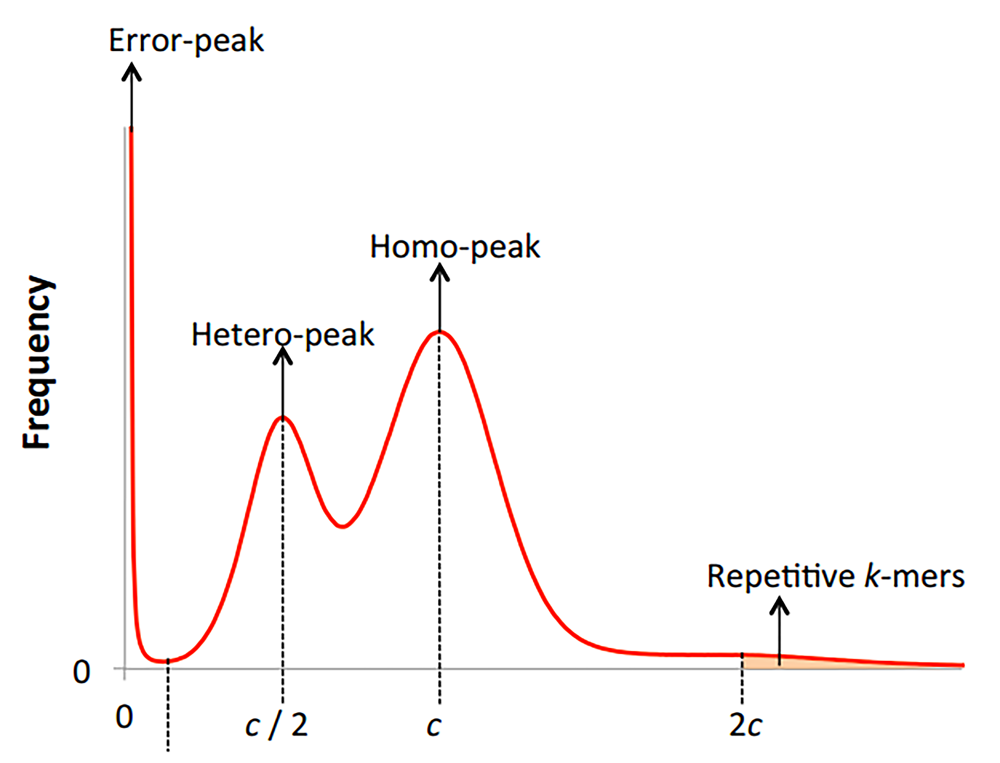 Error-peak
Homo-peak
Hetero-peak
Frequency
Repetitive k-mers
0
0
c / 2
c
2c